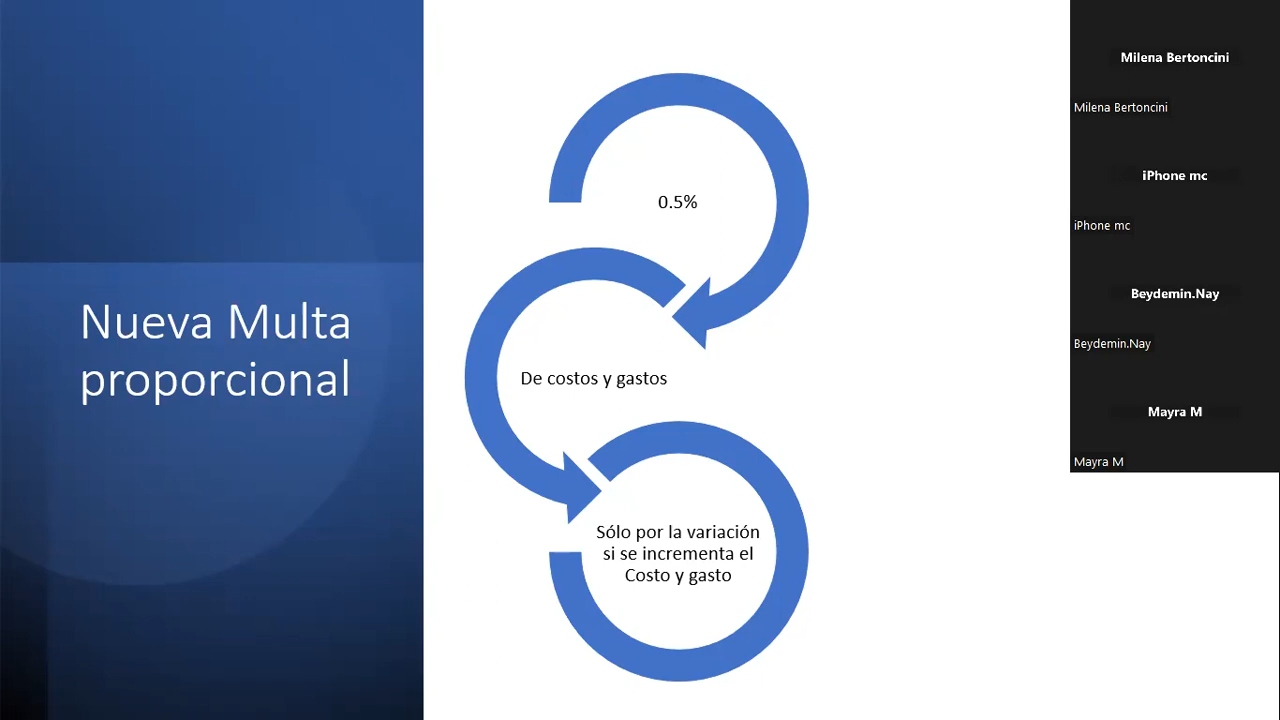 Nueva Multa
proporcional
0.5%
De costos y gastos
Sólo por la variación
si se incrementa el
Costo y gasto
Milena Bertoncini
Milena Bertoncini
iPhone mc
iPhone mc
Beydemin.Nay
Beydemin.Nay
Mayra M
Mayra M